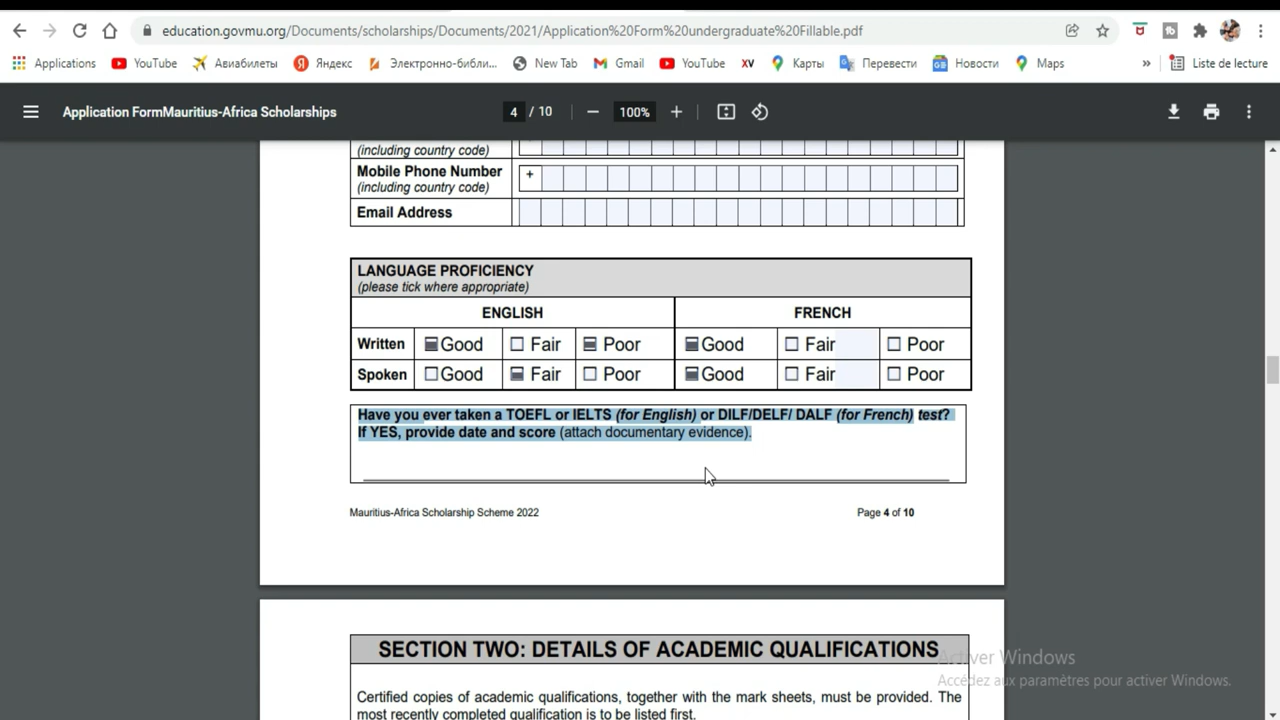 education.govmu.org/Documents/scholarships/Documents/2021/Application%20Form%20undergraduate%20Fillable.pdf
Applications YouTube Авиабилеты Яндекс Электронно-библи... New Tab Gmail YouTube XV Карты Перевести Новости Maps » Liste de lecture
Application FormMauritius-Africa Scholarships 4 / 10 100%
(including country code)
Mobile Phone Number +
(including country code)
Email Address
LANGUAGE PROFICIENCY
(please tick where appropriate)
ENGLISH FRENCH
Written Good Fair Poor Good Fair Poor
Spoken Good Fair Poor Good Fair Poor
Have you ever taken a TOEFL or IELTS (for English) or DILF/DELF/ DALF (for French) test?
If YES, provide date and score (attach documentary evidence).
Mauritius-Africa Scholarship Scheme 2022 Page 4 of 10
SECTION TWO: DETAILS OF ACADEMIC QUALIFICATIONS
Activer Windows
Accédez aux paramètres pour activer Windows.
Certified copies of academic qualifications, together with the mark sheets, must be provided. The
most recently completed qualification is to be listed first.